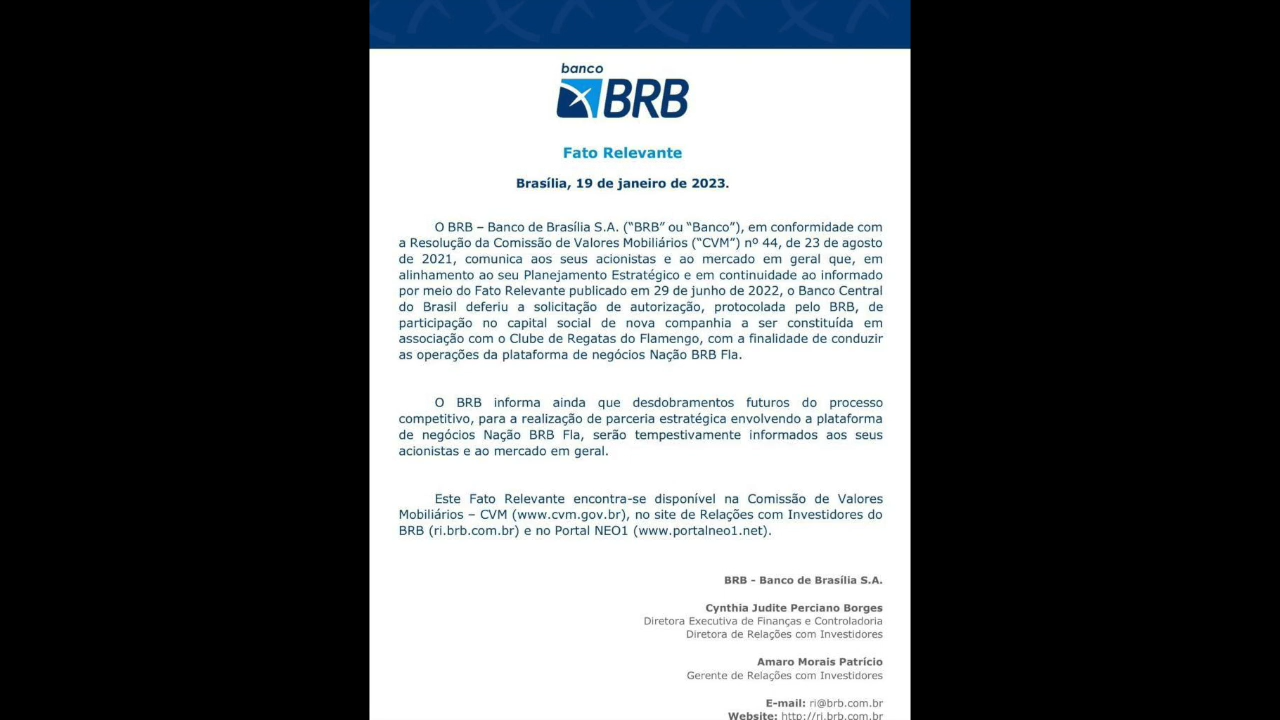 banco
BRB
Fato Relevante
Brasília, 19 de janeiro de 2023.
O BRB – Banco de Brasília S.A. (“BRB” ou “Banco”), em conformidade com
a Resolução da Comissão de Valores Mobiliários (“CVM”) nº 44, de 23 de agosto
de 2021, comunica aos seus acionistas e ao mercado em geral que, em
alinhamento ao seu Planejamento Estratégico e em continuidade ao informado
por meio do Fato Relevante publicado em 29 de junho de 2022, o Banco Central
do Brasil deferiu a solicitação de autorização, protocolada pelo BRB, de
participação no capital social de nova companhia a ser constituída em
associação com o Clube de Regatas do Flamengo, com a finalidade de conduzir
as operações da plataforma de negócios Nação BRB Fla.
O BRB informa ainda que desdobramentos futuros do processo
competitivo, para a realização de parceria estratégica envolvendo a plataforma
de negócios Nação BRB Fla, serão tempestivamente informados aos seus
acionistas e ao mercado em geral.
Este Fato Relevante encontra-se disponível na Comissão de Valores
Mobiliários – CVM (www.cvm.gov.br), no site de Relações com Investidores do
BRB (ri.brb.com.br) e no Portal NEO1 (www.portalneo1.net).
BRB - Banco de Brasília S.A.
Cynthia Judite Perciano Borges
Diretora Executiva de Finanças e Controladoria
Diretora de Relações com Investidores
Amaro Morais Patrício
Gerente de Relações com Investidores
E-mail: ri@brb.com.br
Website: http://ri.brb.com.br